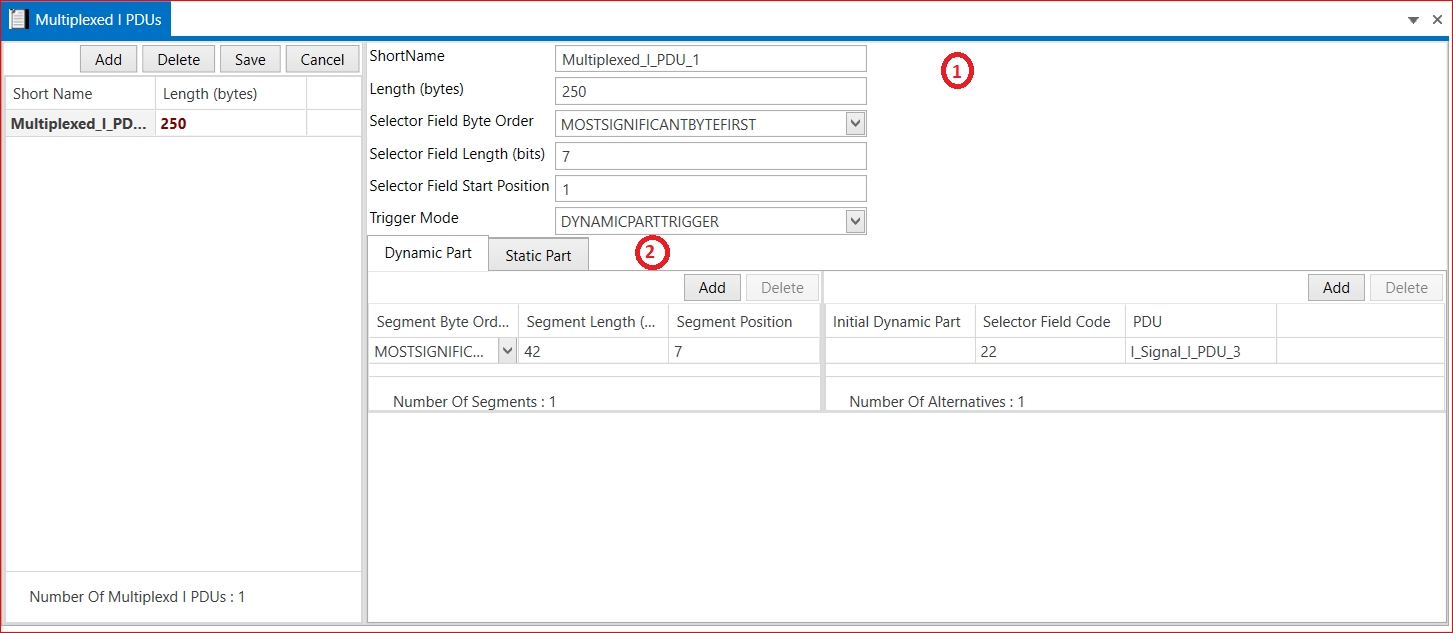 Multiplexed I PDUs
Add Delete Save Cancel
Short Name Length (bytes)
Multiplexed_I_PD... 250
Number Of Multiplexd I PDUs : 1
ShortName Multiplexed_I_PDU_1
1
Length (bytes) 250
Selector Field Byte Order MOSTSIGNIFICANTBYTEFIRST
Selector Field Length (bits) 7
Selector Field Start Position 1
Trigger Mode DYNAMICPARTTRIGGER
Dynamic Part Static Part
2
Add Delete
Segment Byte Ord... Segment Length (... Segment Position
MOSTSIGNIFIC... 42 7
Number Of Segments : 1
Add Delete
Initial Dynamic Part Selector Field Code PDU
22 I_Signal_I_PDU_3
Number Of Alternatives : 1